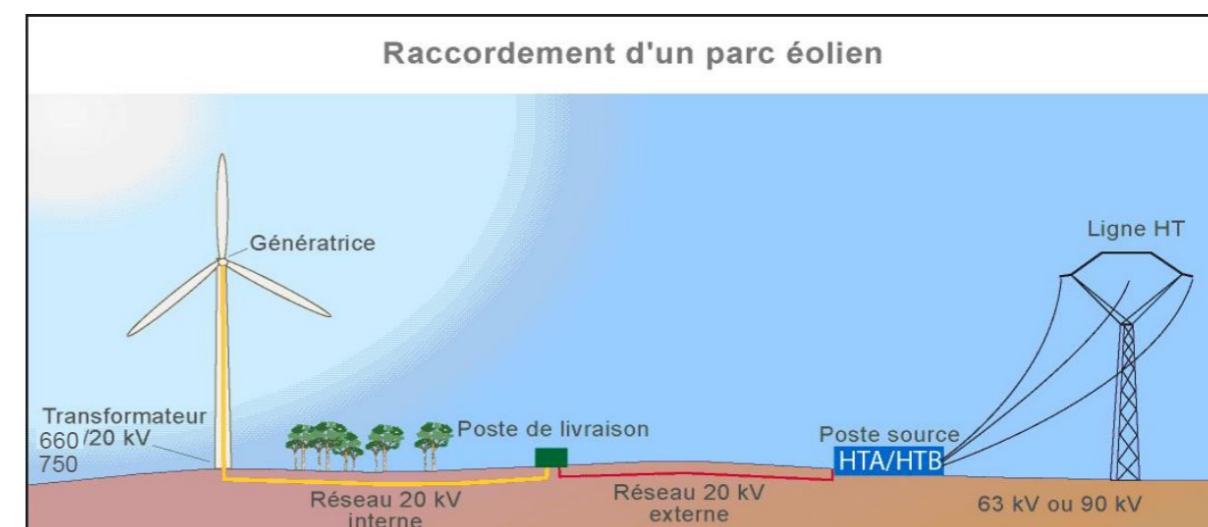 Raccordement d'un parc éolien
Génératrice
Ligne HT
Transformateur
660/20 kV
750
Poste de livraison
Poste source
HTA/HTB
Réseau 20 kV
interne
Réseau 20 kV
externe
63 kV ou 90 kV